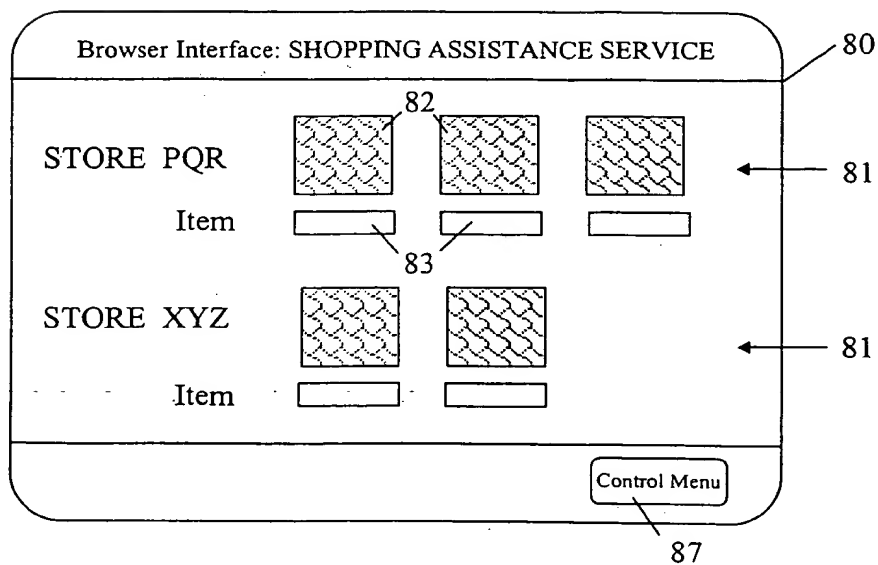 Browser Interface: SHOPPING ASSISTANCE SERVICE
80
82
STORE PQR
81
Item
83
STORE XYZ
81
Item
Control Menu
87